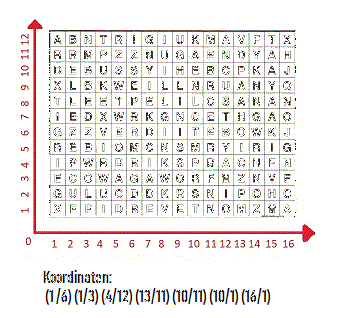 12 A B H T R I G I U K M A V P T X
11 R R M P Z Z N U G A E N D Y A H
10 D E B U G S Y I H E B C P K A J
9 X L S K W E I L L N R U A N Y Q
8 T L E E T P E L I L C S A N A N
7 I E D X W R K G N C E T H G A O
6 G Z Z V E R D I I T E K O W K J
5 D E B I O M C N S M R Y I B I G
4 I P W B R R I K S P D A C H P N
3 E C O W A G A W O R F N Z N V F
2 G U L U C D D K R S N I P O H C
1 X P F I D B E V E T N O M Z M A
0 1 2 3 4 5 6 7 8 9 10 11 12 13 14 15 16
Koordinaten:
(1/6) (1/3) (4/12) (13/11) (10/11) (10/1) (16/1)